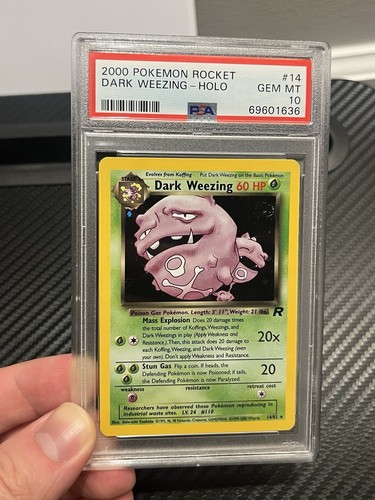 2000 POKEMON ROCKET #14
DARK WEEZING-HOLO GEM MT
10
PSA 69601636
Evolves from Koffing Put Dark Weezing on the Basic Pokémon
STAGE 1
Dark Weezing 60 HP
Poison Gas Pokémon. Length: 3' 11", Weight: 21 lbs.
R
Mass Explosion Does 20 damage times
the total number of Koffings, Weezings, and
Dark Weezings in play. (Apply Weakness and
Resistance.) Then, this attack does 20 damage to
each Koffing, Weezing, and Dark Weezing (even
your own). Don't apply Weakness and Resistance.
20x
Stun Gas Flip a coin. If heads, the
Defending Pokémon is now Poisoned; if tails,
the Defending Pokémon is now Paralyzed.
20
weakness resistance retreat cost
Researchers have observed these Pokémon reproducing in
industrial waste sites. LV. 24 #110
14/82